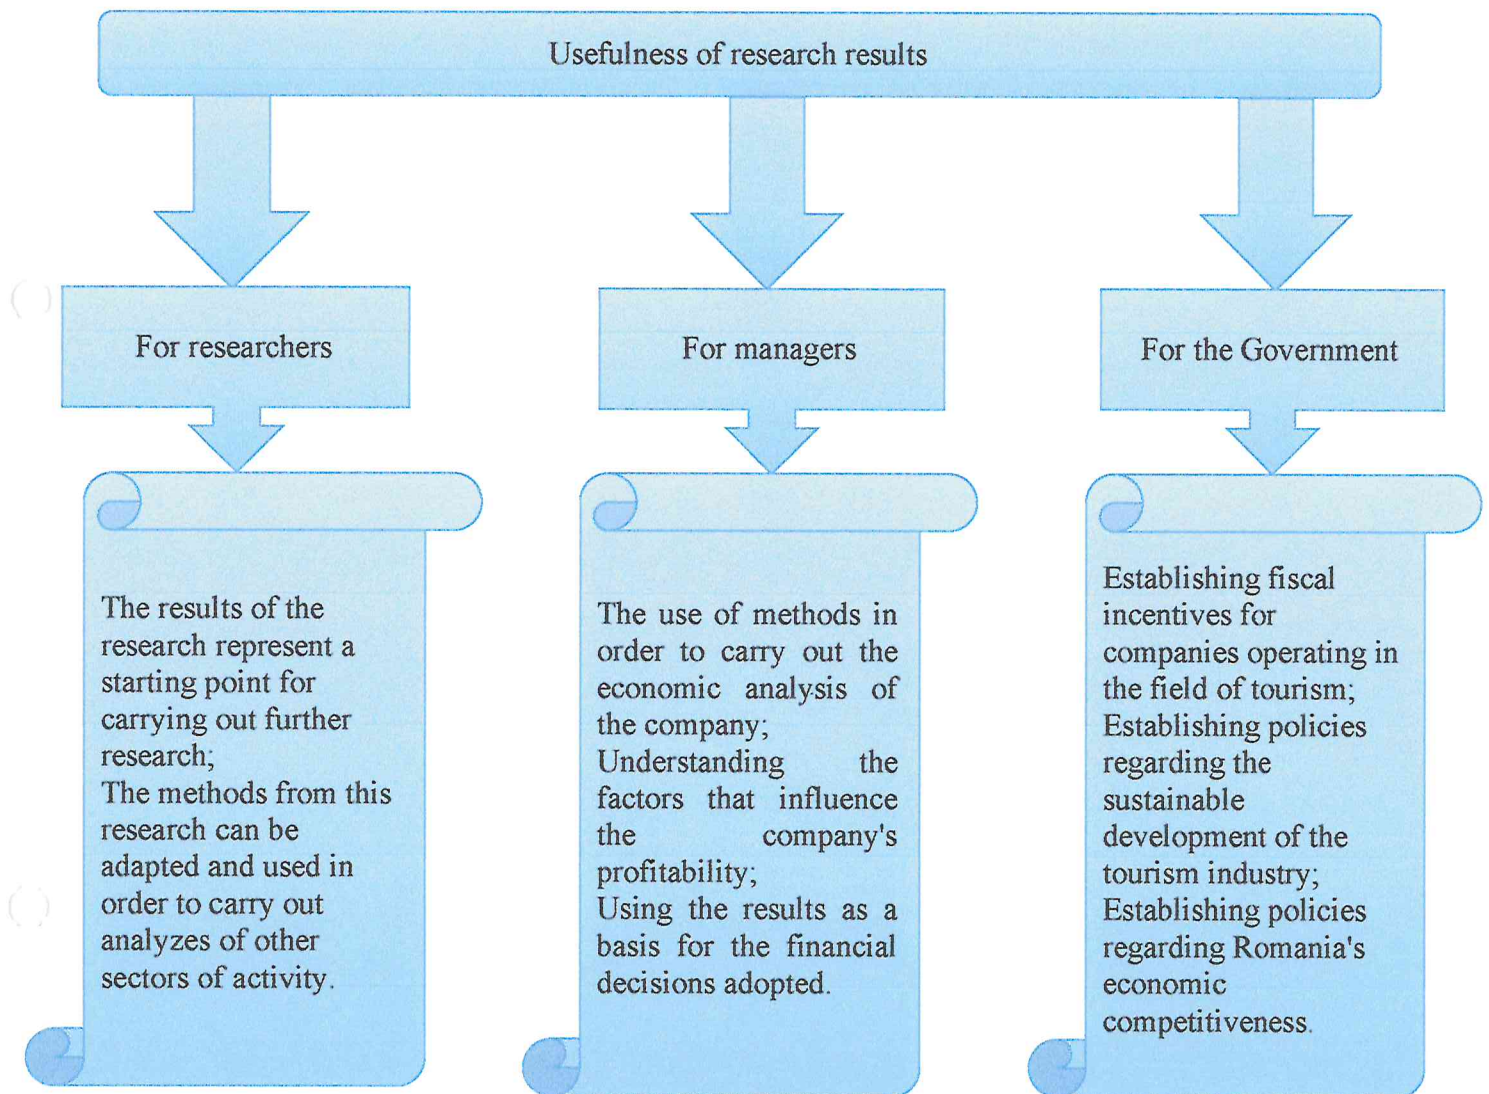 Usefulness of research results
For researchers
For managers
For the Government
The results of the
research represent a
starting point for
carrying out further
research;
The methods from this
research can be
adapted and used in
order to carry out
analyzes of other
sectors of activity.
The use of methods in
order to carry out the
economic analysis of
the company;
Understanding the
factors that influence
the company's
profitability;
Using the results as a
basis for the financial
decisions adopted.
Establishing fiscal
incentives for
companies operating in
the field of tourism;
Establishing policies
regarding the
sustainable
development of the
tourism industry;
Establishing policies
regarding Romania's
economic
competitiveness.